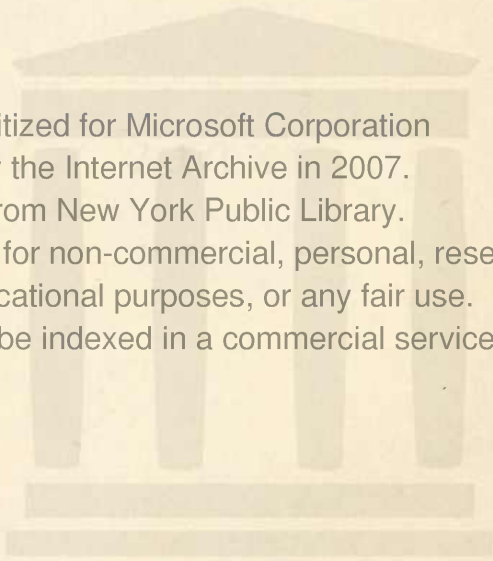 itized for Microsoft Corporation
the Internet Archive in 2007.
rom New York Public Library.
for non-commercial, personal, rese
cational purposes, or any fair use.
be indexed in a commercial service